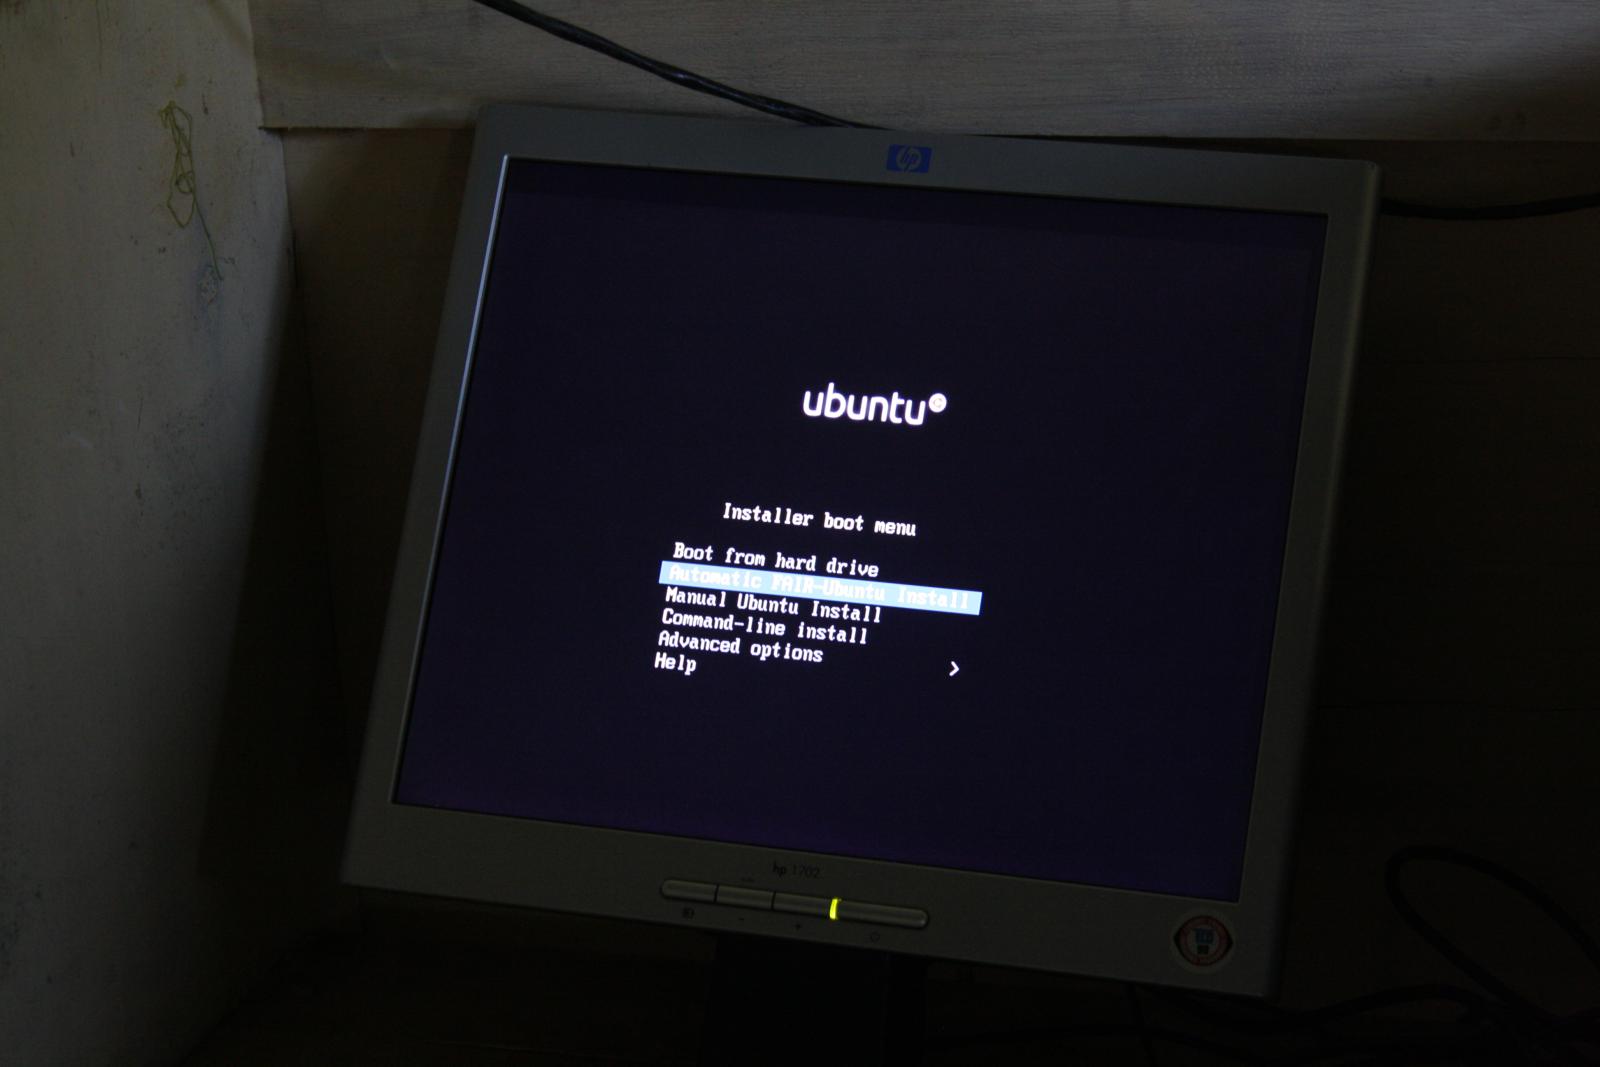 hp
ubuntu
Installer boot menu
Boot from hard drive
Automatic FAIR-Ubuntu Install
Manual Ubuntu Install
Command-line install
Advanced options >
Help
hp 1702